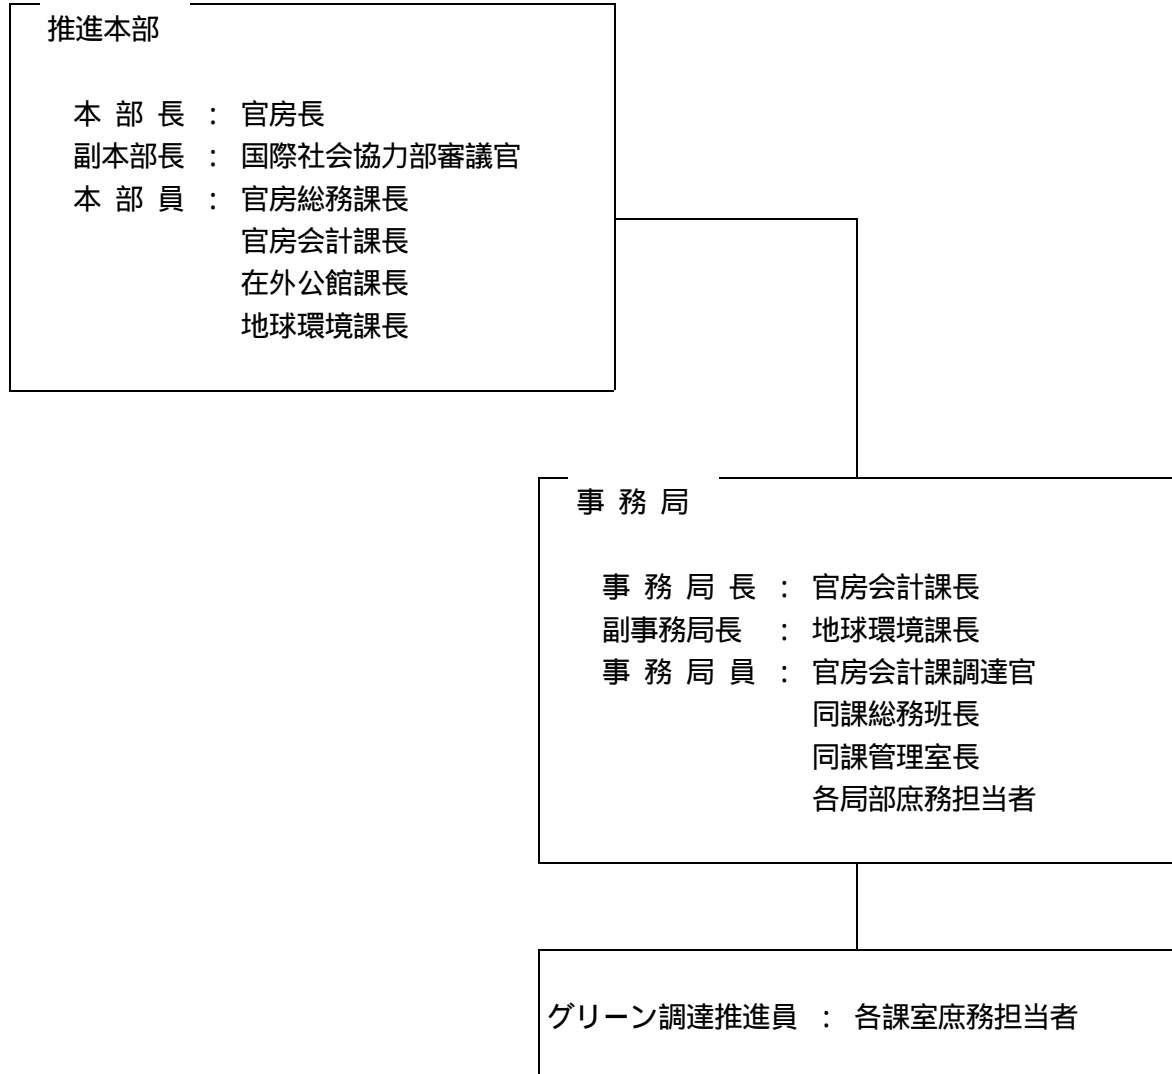 推進本部
本 部 長 ： 官房長
副本部長 ： 国際社会協力部審議官
本 部 員 ： 官房総務課長
官房会計課長
在外公館課長
地球環境課長
事 務 局
事 務 局 長 ： 官房会計課長
副事務局長 ： 地球環境課長
事 務 局 員 ： 官房会計課調達官
同課総務班長
同課管理室長
各局部庶務担当者
グリーン調達推進員 ： 各課室庶務担当者